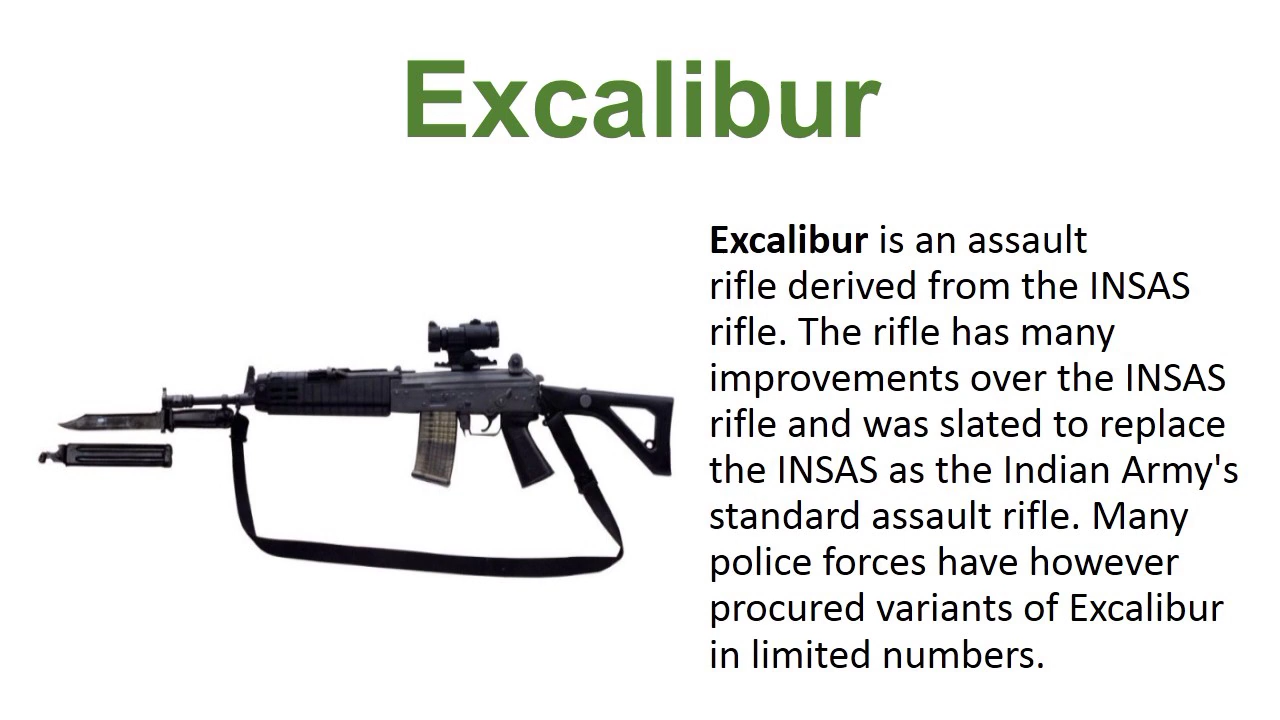 Excalibur
Excalibur is an assault
rifle derived from the INSAS
rifle. The rifle has many
improvements over the INSAS
rifle and was slated to replace
the INSAS as the Indian Army's
standard assault rifle. Many
police forces have however
procured variants of Excalibur
in limited numbers.